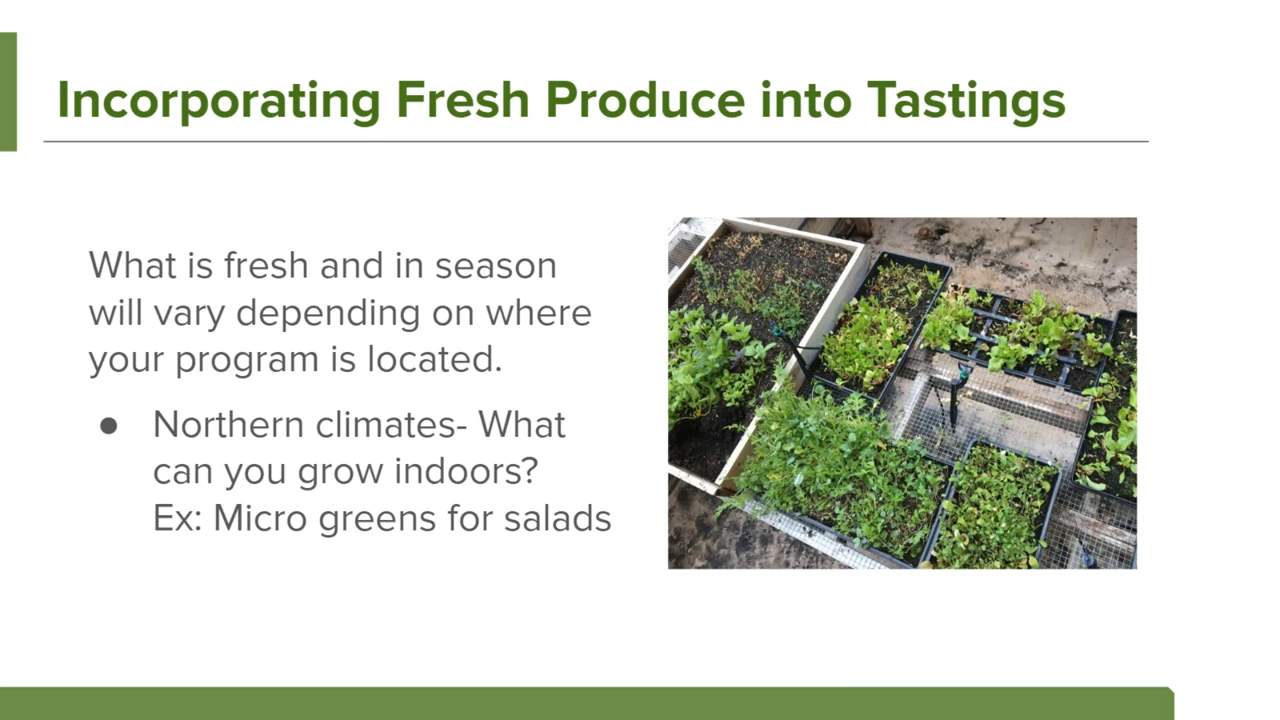 Incorporating Fresh Produce into Tastings
What is fresh and in season
will vary depending on where
your program is located.
● Northern climates- What
can you grow indoors?
Ex: Micro greens for salads